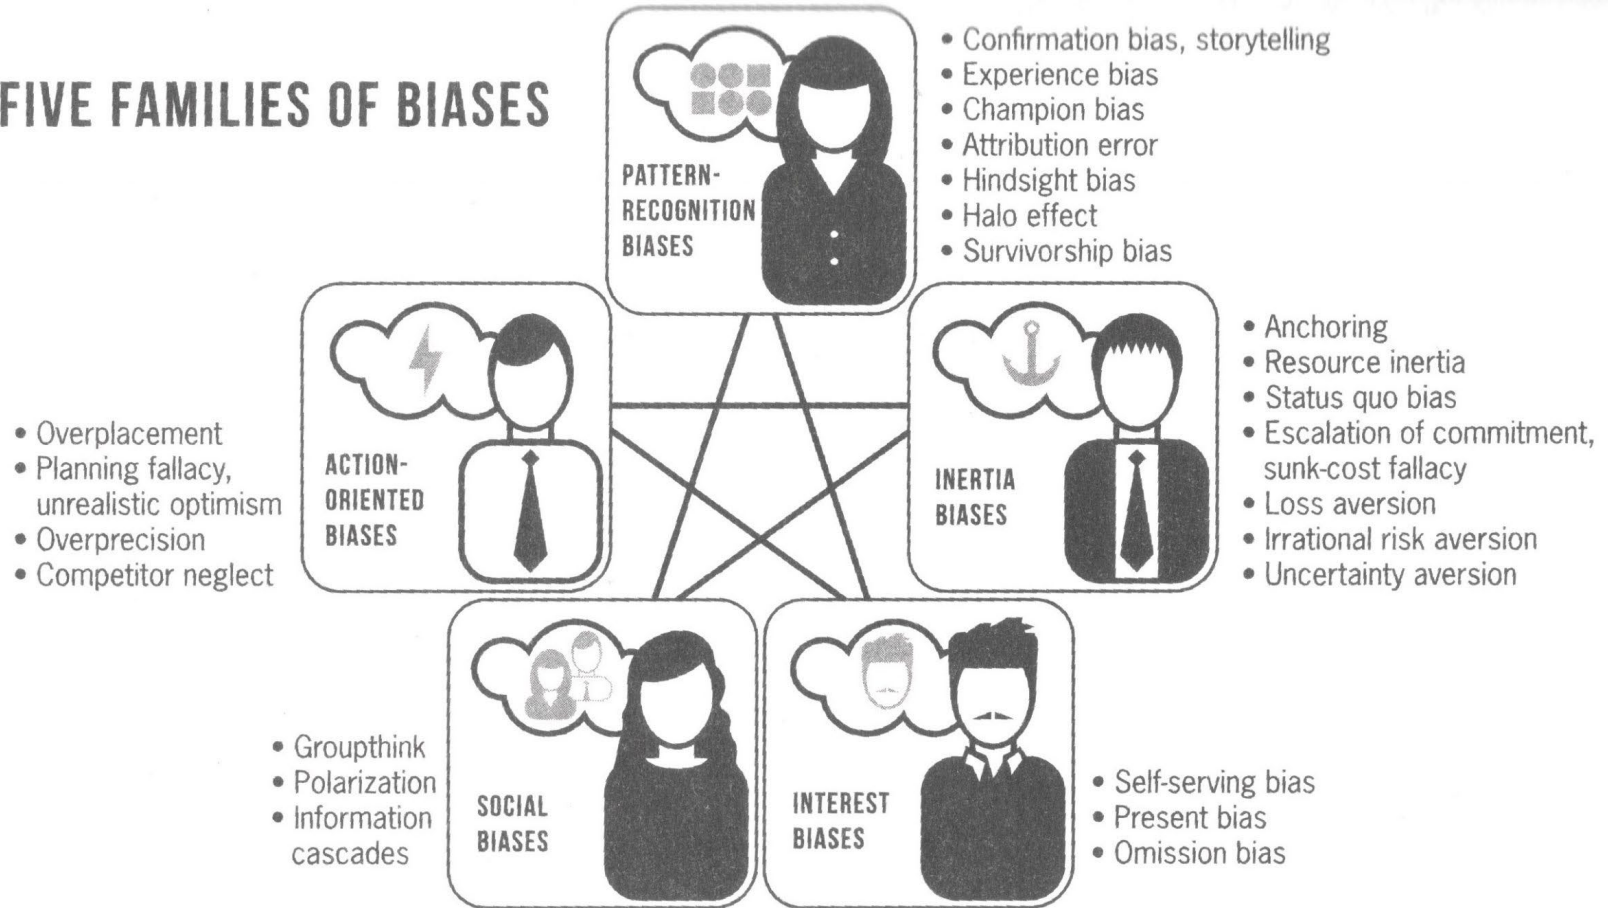 FIVE FAMILIES OF BIASES
PATTERN-
RECOGNITION
BIASES
• Confirmation bias, storytelling
• Experience bias
• Champion bias
• Attribution error
• Hindsight bias
• Halo effect
• Survivorship bias
ACTION-
ORIENTED
BIASES
• Overplacement
• Planning fallacy,
unrealistic optimism
• Overprecision
• Competitor neglect
INERTIA
BIASES
• Anchoring
• Resource inertia
• Status quo bias
• Escalation of commitment,
sunk-cost fallacy
• Loss aversion
• Irrational risk aversion
• Uncertainty aversion
SOCIAL
BIASES
• Groupthink
• Polarization
• Information
cascades
INTEREST
BIASES
• Self-serving bias
• Present bias
• Omission bias